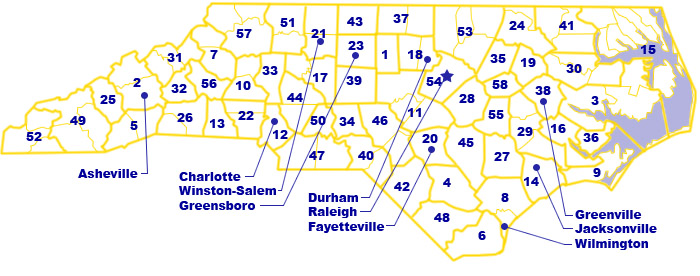 51 43 37 24 41
57 21 53
23 15
31 7 1 18 35 19
33 17 30
2 56 39 54 58
32 10 38
25 44 28 3
49 5 26 13 22 50 34 46 11 55
52 12 20 29 16 36
47 40 45 27
42 4 14 9
8
48
6
Asheville
Charlotte
Winston-Salem
Greensboro
Durham
Raleigh
Fayetteville
Greenville
Jacksonville
Wilmington